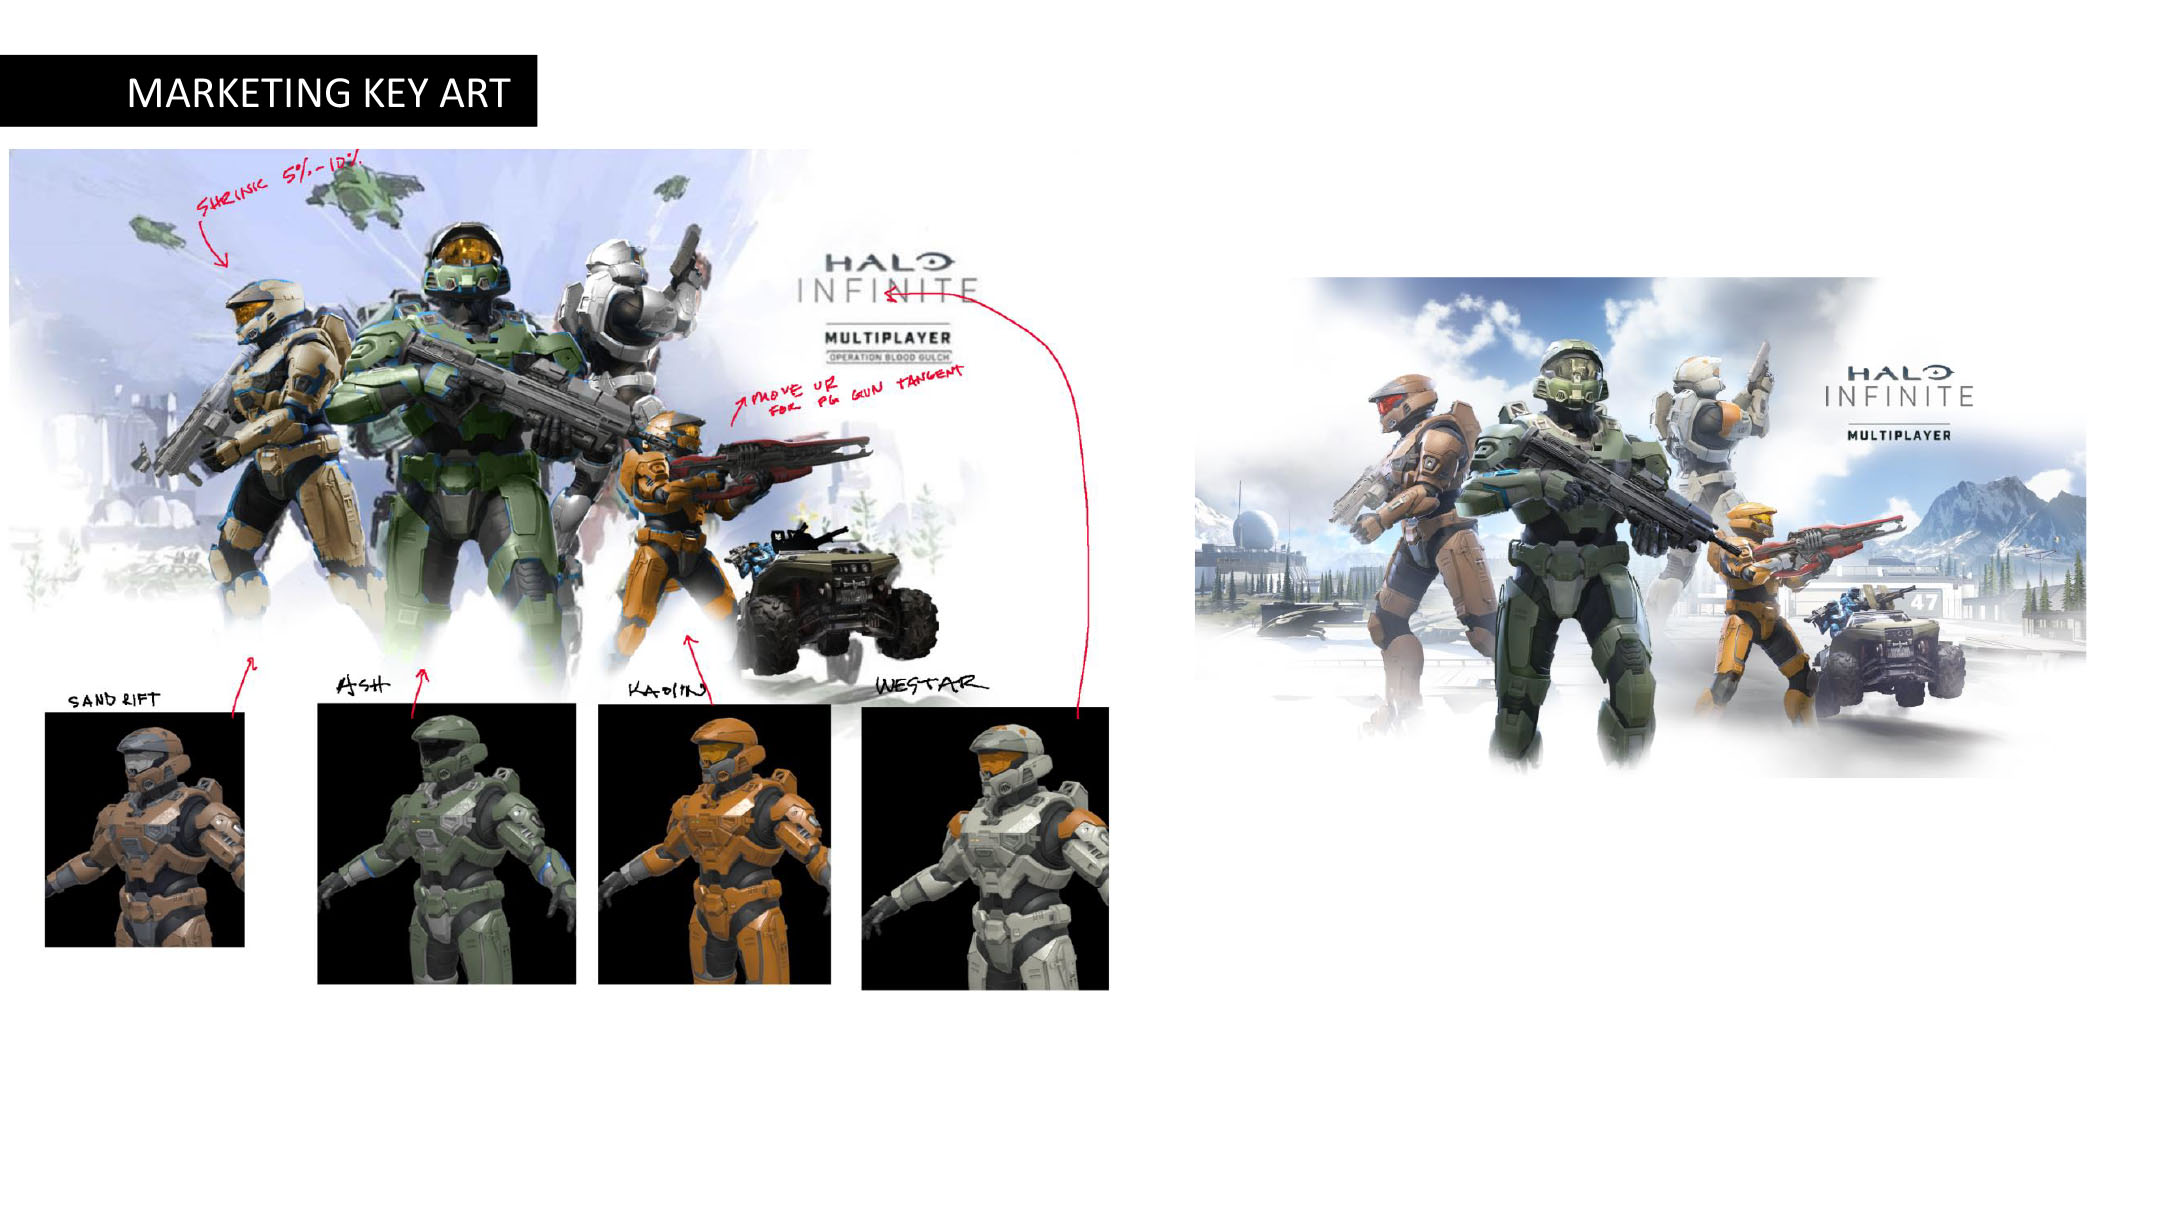 MARKETING KEY ART
SHRINK 5%-10%
HALO
INFINITE
MULTIPLAYER
OPERATION BLOOD GULCH
MOVE UR
FOR PG GUN TANGENT
SAND RIFT
ASH
KAOLIN
WESTAR
HALO
INFINITE
MULTIPLAYER
47